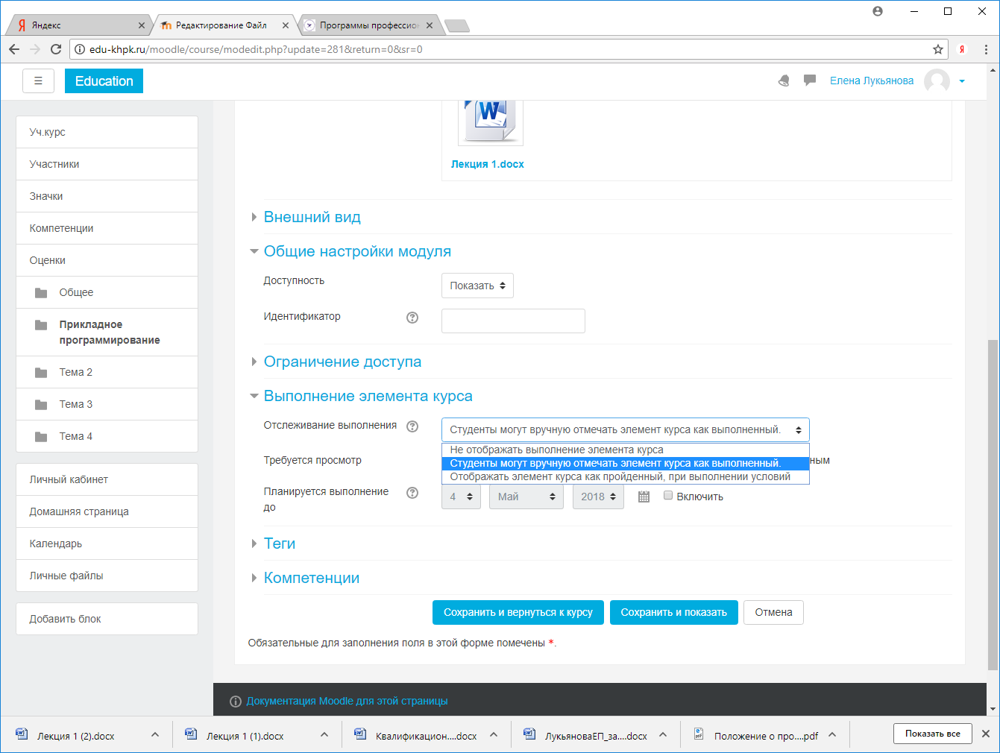 Яндекс
Редактирование Файл
Программы профессион
edu-khpk.ru/moodle/course/modedit.php?update=281&return=0&sr=0
Education
Елена Лукьянова
Уч.курс
Участники
Значки
Компетенции
Оценки
Общее
Прикладное
программирование
Тема 2
Тема 3
Тема 4
Личный кабинет
Домашняя страница
Календарь
Личные файлы
Добавить блок
Лекция 1.docx
Внешний вид
Общие настройки модуля
Доступность
Показать
Идентификатор
Ограничение доступа
Выполнение элемента курса
Отслеживание выполнения
Студенты могут вручную отмечать элемент курса как выполненный.
Не отображать выполнение элемента курса
Студенты могут вручную отмечать элемент курса как выполненный.
Отображать элемент курса как пройденный, при выполнении условий
Требуется просмотр
ным
Планируется выполнение
до
4 Май 2018 Включить
Теги
Компетенции
Сохранить и вернуться к курсу Сохранить и показать Отмена
Обязательные для заполнения поля в этой форме помечены *.
Документация Moodle для этой страницы
Лекция 1 (2).docx
Лекция 1 (1).docx
Квалификацион....docx
ЛукьяноваЕП_за....docx
Положение о про....pdf
Показать все